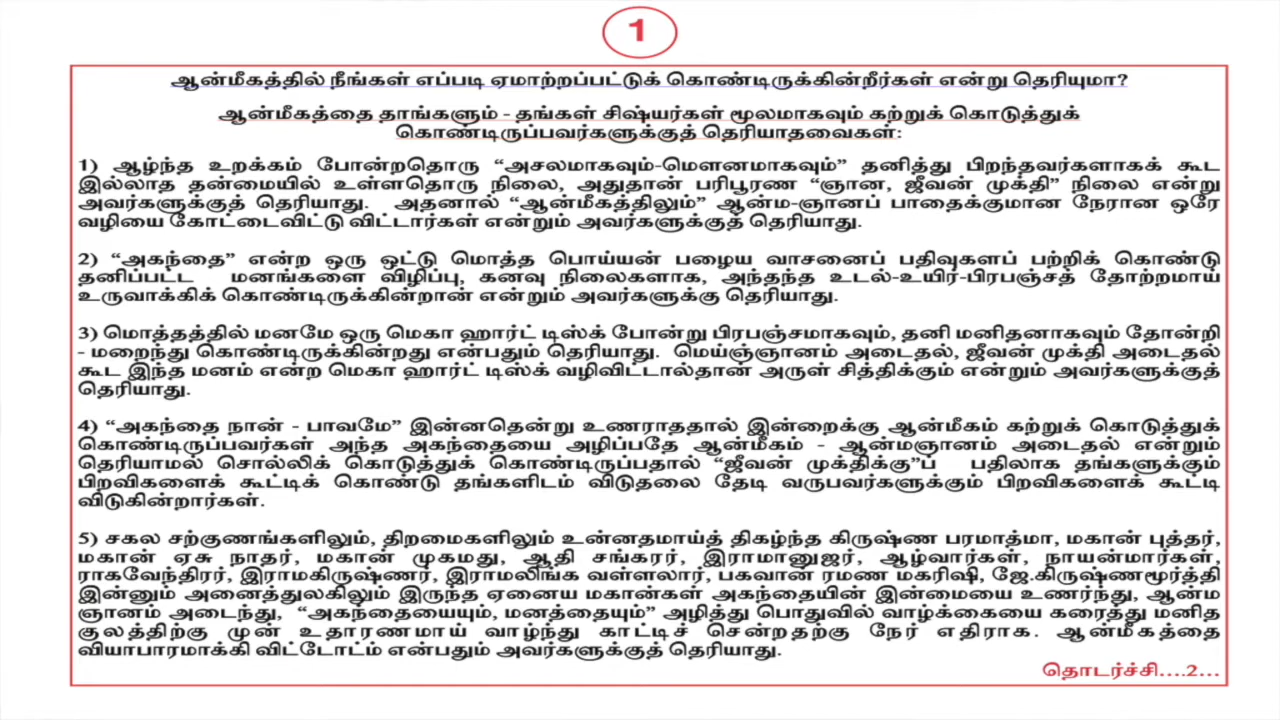 1
ஆன்மீகத்தில் நீங்கள் எப்படி ஏமாற்றப்பட்டுக் கொண்டிருக்கின்றீர்கள் என்று தெரியுமா?
ஆன்மீகத்தை தாங்களும் - தங்கள் சிஷ்யர்கள் மூலமாகவும் கற்றுக் கொடுத்துக்
கொண்டிருப்பவர்களுக்குத் தெரியாதவைகள்:
1) ஆழ்ந்த உறக்கம் போன்றதொரு “அசலமாகவும்-மௌனமாகவும்” தனித்து பிறந்தவர்களாகக் கூட
இல்லாத தன்மையில் உள்ளதொரு நிலை, அதுதான் பரிபூரண “ஞான, ஜீவன் முக்தி” நிலை என்று
அவர்களுக்குத் தெரியாது. அதனால் “ஆன்மீகத்திலும்” ஆன்ம-ஞானப் பாதைக்குமான நேரான ஒரே
வழியை கோட்டைவிட்டு விட்டார்கள் என்றும் அவர்களுக்குத் தெரியாது.
2) “அகந்தை” என்ற ஒரு ஒட்டு மொத்த பொய்யன் பழைய வாசனைப் பதிவுகளப் பற்றிக் கொண்டு
தனிப்பட்ட மனங்களை விழிப்பு, கனவு நிலைகளாக, அந்தந்த உடல்-உயிர்-பிரபஞ்சத் தோற்றமாய்
உருவாக்கிக் கொண்டிருக்கின்றான் என்றும் அவர்களுக்கு தெரியாது.
3) மொத்தத்தில் மனமே ஒரு மெகா ஹார்ட் டிஸ்க் போன்று பிரபஞ்சமாகவும், தனி மனிதனாகவும் தோன்றி
- மறைந்து கொண்டிருக்கின்றது என்பதும் தெரியாது. மெய்ஞ்ஞானம் அடைதல், ஜீவன் முக்தி அடைதல்
கூட இந்த மனம் என்ற மெகா ஹார்ட் டிஸ்க் வழிவிட்டால்தான் அருள் சித்திக்கும் என்றும் அவர்களுக்குத்
தெரியாது.
4) “அகந்தை நான் - பாவமே” இன்னதென்று உணராததால் இன்றைக்கு ஆன்மீகம் கற்றுக் கொடுத்துக்
கொண்டிருப்பவர்கள் அந்த அகந்தையை அழிப்பதே ஆன்மீகம் - ஆன்மஞானம் அடைதல் என்றும்
தெரியாமல் சொல்லிக் கொடுத்துக் கொண்டிருப்பதால் “ஜீவன் முக்திக்கு”ப் பதிலாக தங்களுக்கும்
பிறவிகளைக் கூட்டிக் கொண்டு தங்களிடம் விடுதலை தேடி வருபவர்களுக்கும் பிறவிகளைக் கூட்டி
விடுகின்றார்கள்.
5) சகல சற்குணங்களிலும், திறமைகளிலும் உன்னதமாய்த் திகழ்ந்த கிருஷ்ண பரமாத்மா, மகான் புத்தர்,
மகான் ஏசு நாதர், மகான் முகமது, ஆதி சங்கரர், இராமானுஜர், ஆழ்வார்கள், நாயன்மார்கள்,
ராகவேந்திரர், இராமகிருஷ்ணர், இராமலிங்க வள்ளலார், பகவான் ரமண மகரிஷி, ஜே.கிருஷ்ணமூர்த்தி
இன்னும் அனைத்துலகிலும் இருந்த ஏனைய மகான்கள் அகந்தையின் இன்மையை உணர்ந்து, ஆன்ம
ஞானம் அடைந்து, “அகந்தையையும், மனத்தையும்” அழித்து பொதுவில் வாழ்க்கையை கரைத்து மனித
குலத்திற்கு முன் உதாரணமாய் வாழ்ந்து காட்டிச் சென்றதற்கு நேர் எதிராக. ஆன்மீகத்தை
வியாபாரமாக்கி விட்டோட்ம் என்பதும் அவர்களுக்குத் தெரியாது.
தொடர்ச்சி....2...